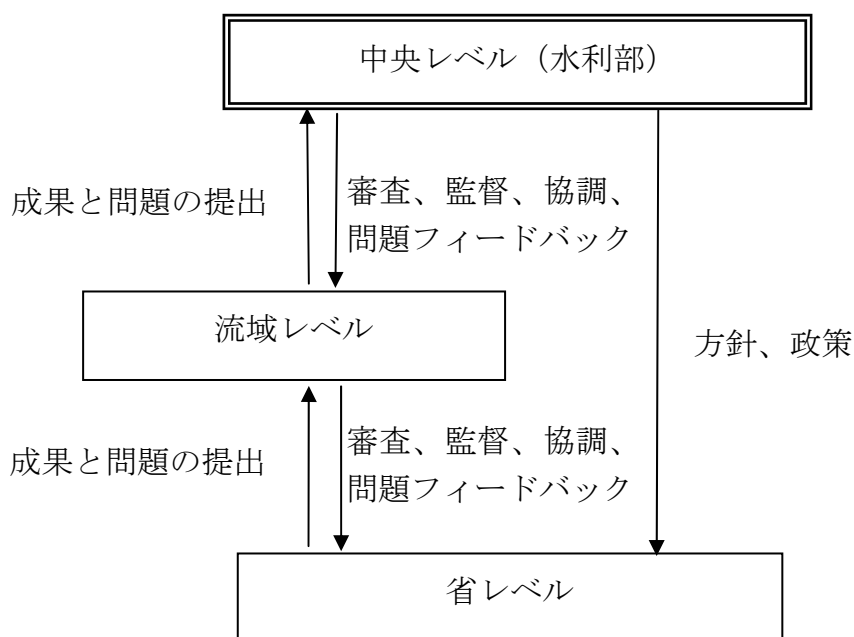 中央レベル（水利部）
成果と問題の提出
審査、監督、協調、
問題フィードバック
流域レベル
方針、政策
成果と問題の提出
審査、監督、協調、
問題フィードバック
省レベル